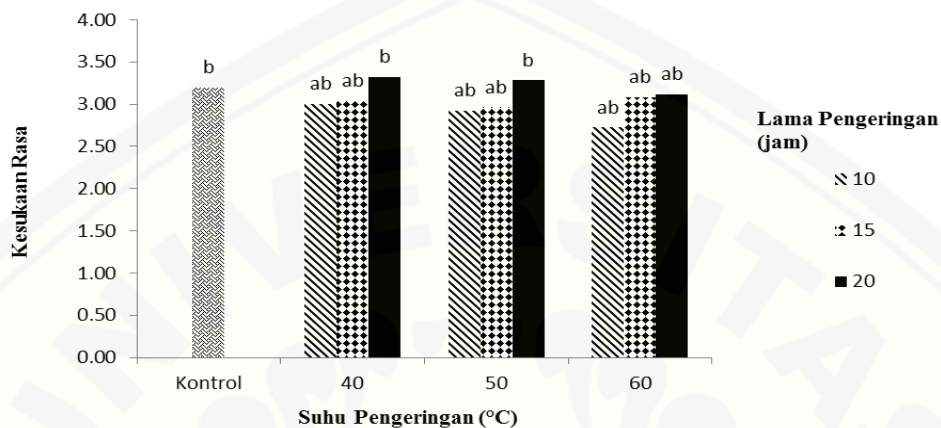 4.00
3.50
3.00
2.50
2.00
1.50
1.00
0.50
0.00
Kesukaan Rasa
b
ab
ab
b
ab
ab
b
ab
ab
ab
Kontrol
40
50
60
Suhu Pengeringan (°C)
Lama Pengeringan
(jam)
10
15
20
UNIVERSITAS